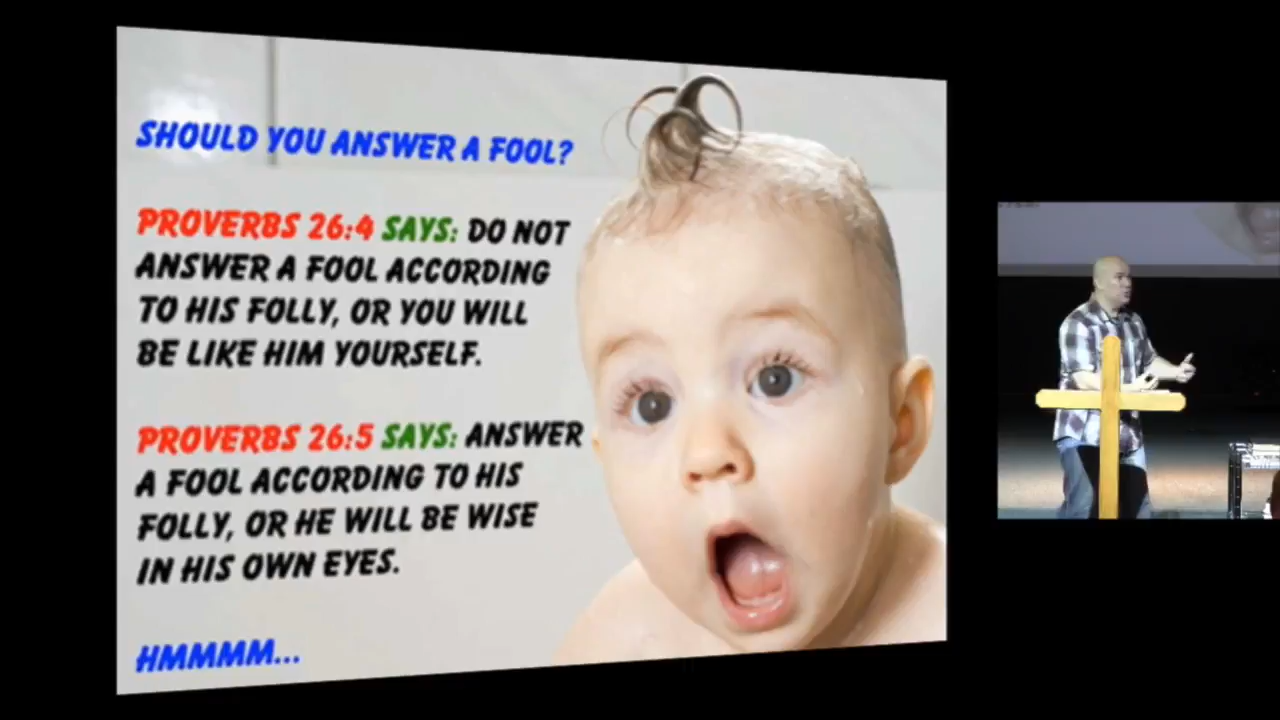 SHOULD YOU ANSWER A FOOL?
PROVERBS 26:4 SAYS: DO NOT
ANSWER A FOOL ACCORDING
TO HIS FOLLY, OR YOU WILL
BE LIKE HIM YOURSELF.
PROVERBS 26:5 SAYS: ANSWER
A FOOL ACCORDING TO HIS
FOLLY, OR HE WILL BE WISE
IN HIS OWN EYES.
HMMMM...